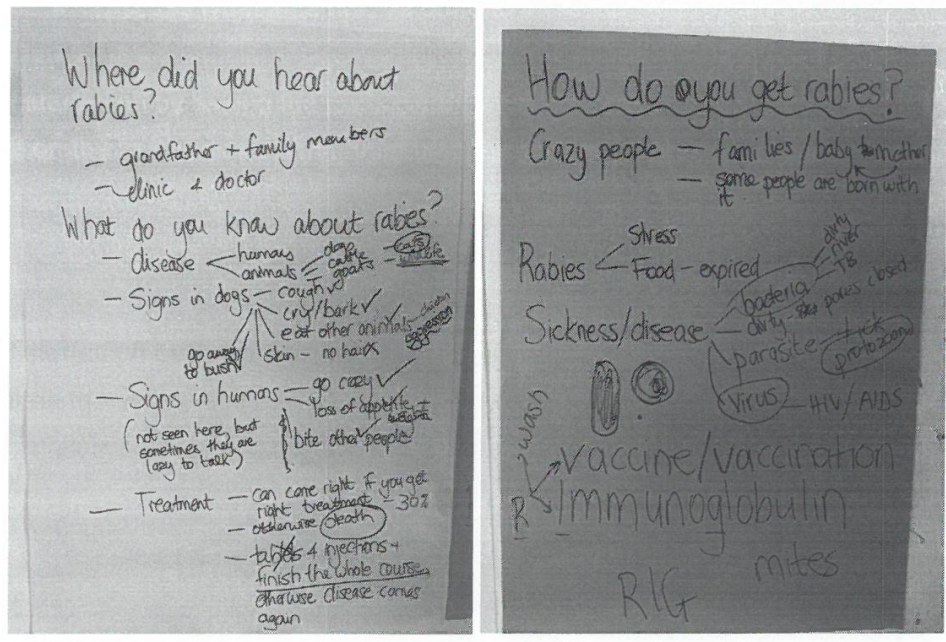 Where did you hear about
rabies?
— grandfather + family members
— clinic + doctor
What do you know about rabies?
— disease
humans
animals
dogs
cattle
goats
cats
wildlife
— Signs in dogs
cough ✓
cry/bark ✓
eat other animals - chicken
aggression
skin - no hair x
go away
to bush ✓
— Signs in humans
go crazy ✓
loss of appetite
bite other people
(not seen here, but
sometimes they are
lazy to talk)
— Treatment
— can come right if you get
right treatment - 30%
— otherwise death
— tablets + injections +
finish the whole course,
otherwise disease comes
again
How do you get rabies?
Crazy people — families / baby mother
— some people are born with
it
Rabies
Stress
Food - expired
Sickness/disease
bacteria
dirty
river
TB
dirty - pores closed
parasite - tick
protozoan
virus - HIV / AIDS
wash
R
vaccine/vaccination
Immunoglobulin
mites
RIG